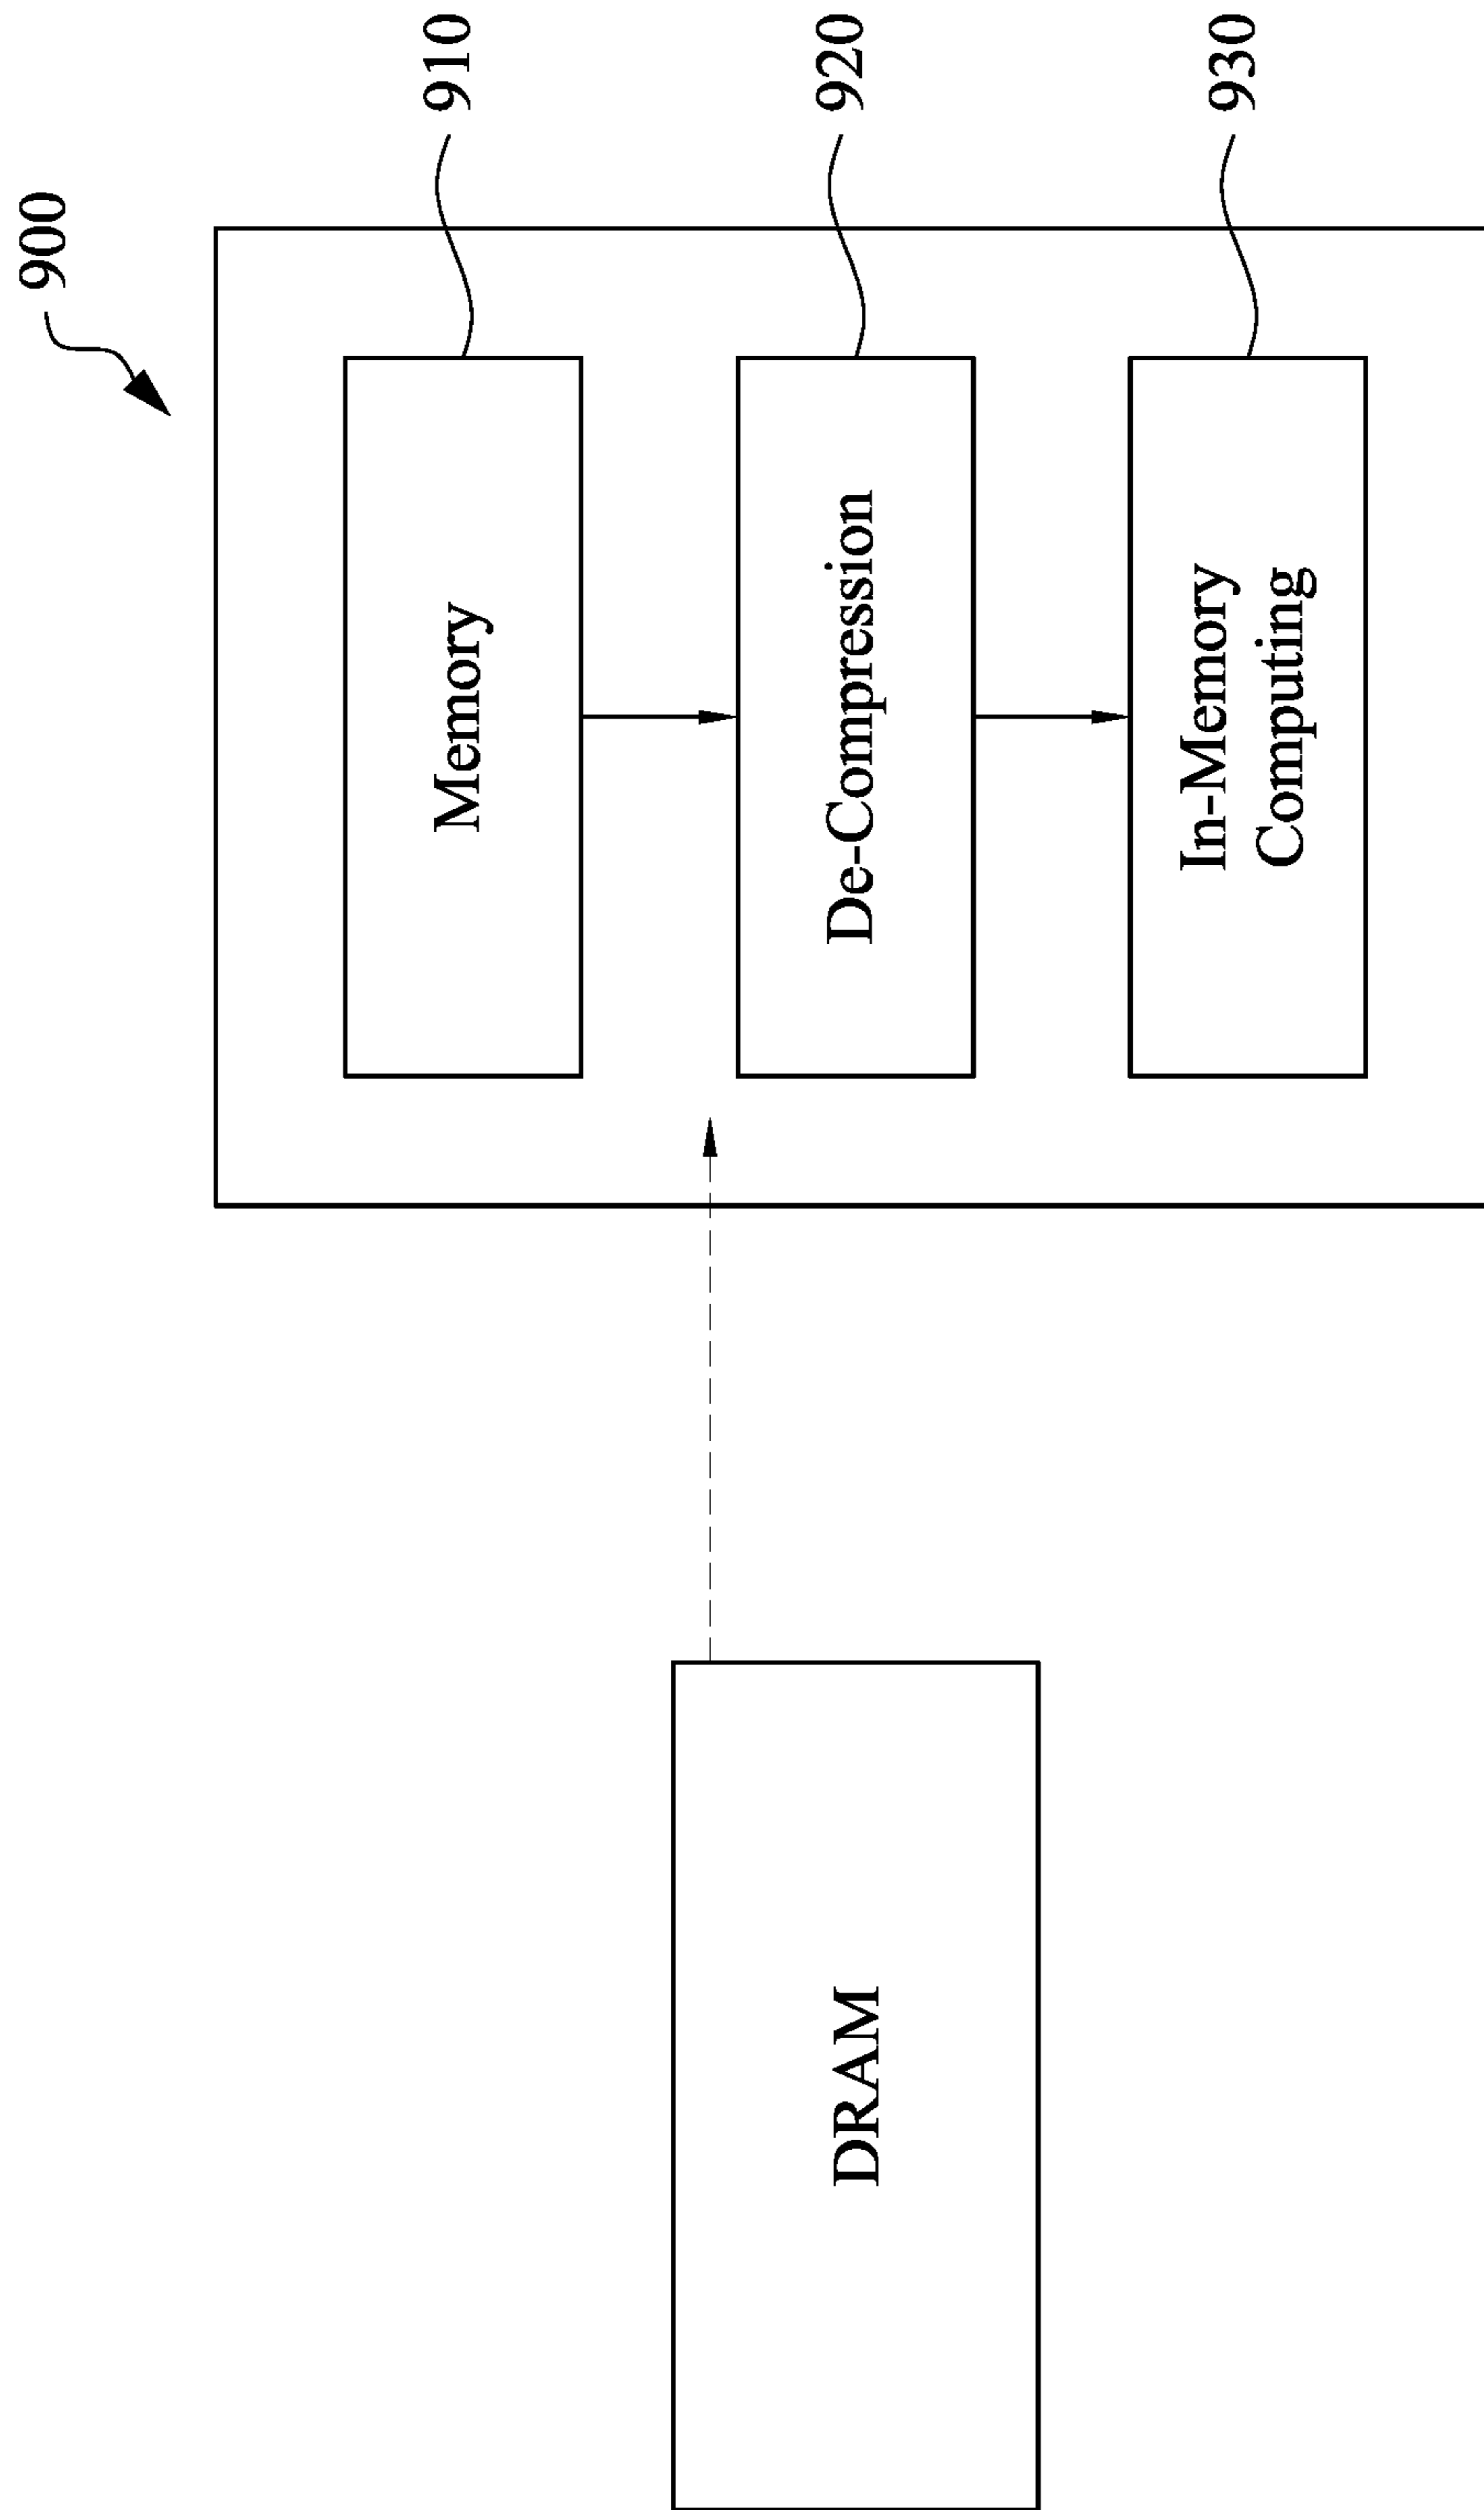 900
Memory
910
DRAM
De-Compression
920
In-Memory
Computing
930